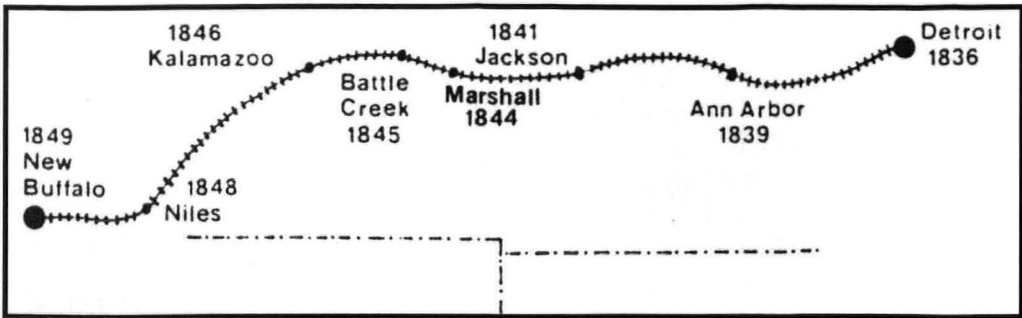 1846
Kalamazoo
1841
Jackson
Detroit
1836
Battle
Creek
1845
Marshall
1844
Ann Arbor
1839
1849
New
Buffalo
1848
Niles